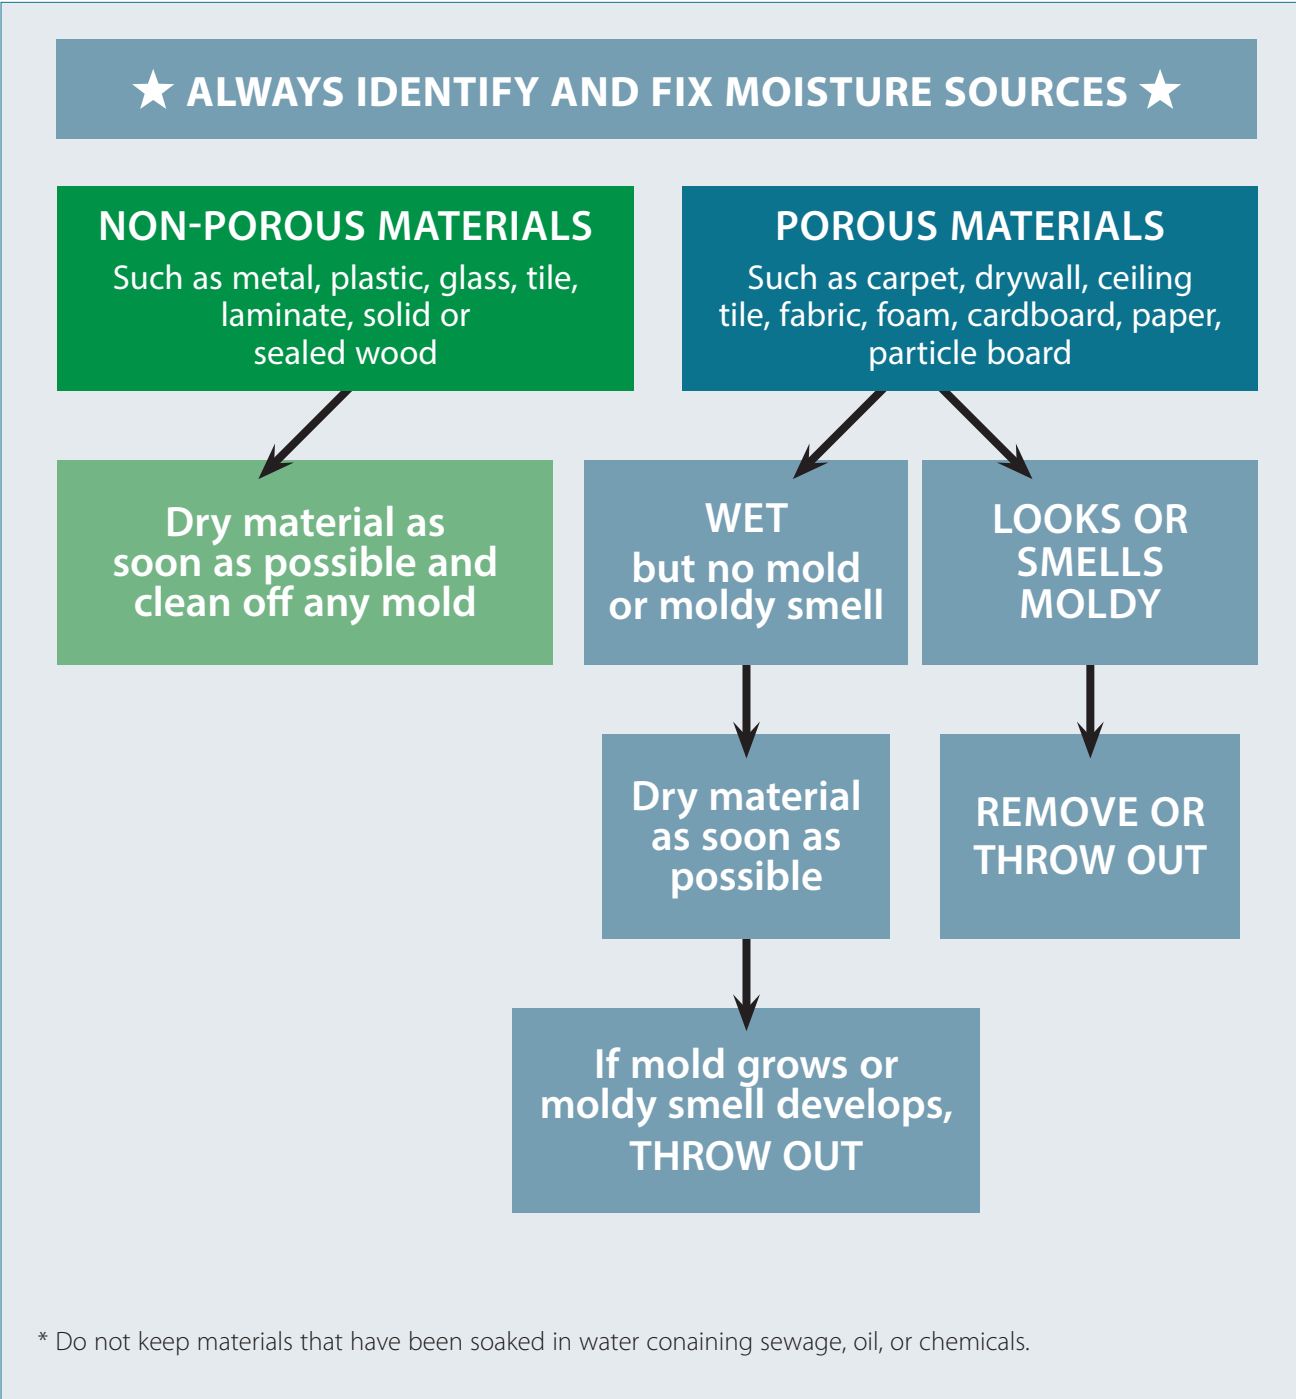 ★ ALWAYS IDENTIFY AND FIX MOISTURE SOURCES ★
NON-POROUS MATERIALS
Such as metal, plastic, glass, tile,
laminate, solid or
sealed wood
POROUS MATERIALS
Such as carpet, drywall, ceiling
tile, fabric, foam, cardboard, paper,
particle board
Dry material as
soon as possible and
clean off any mold
WET
but no mold
or moldy smell
LOOKS OR
SMELLS
MOLDY
Dry material
as soon as
possible
REMOVE OR
THROW OUT
If mold grows or
moldy smell develops,
THROW OUT
* Do not keep materials that have been soaked in water conaining sewage, oil, or chemicals.